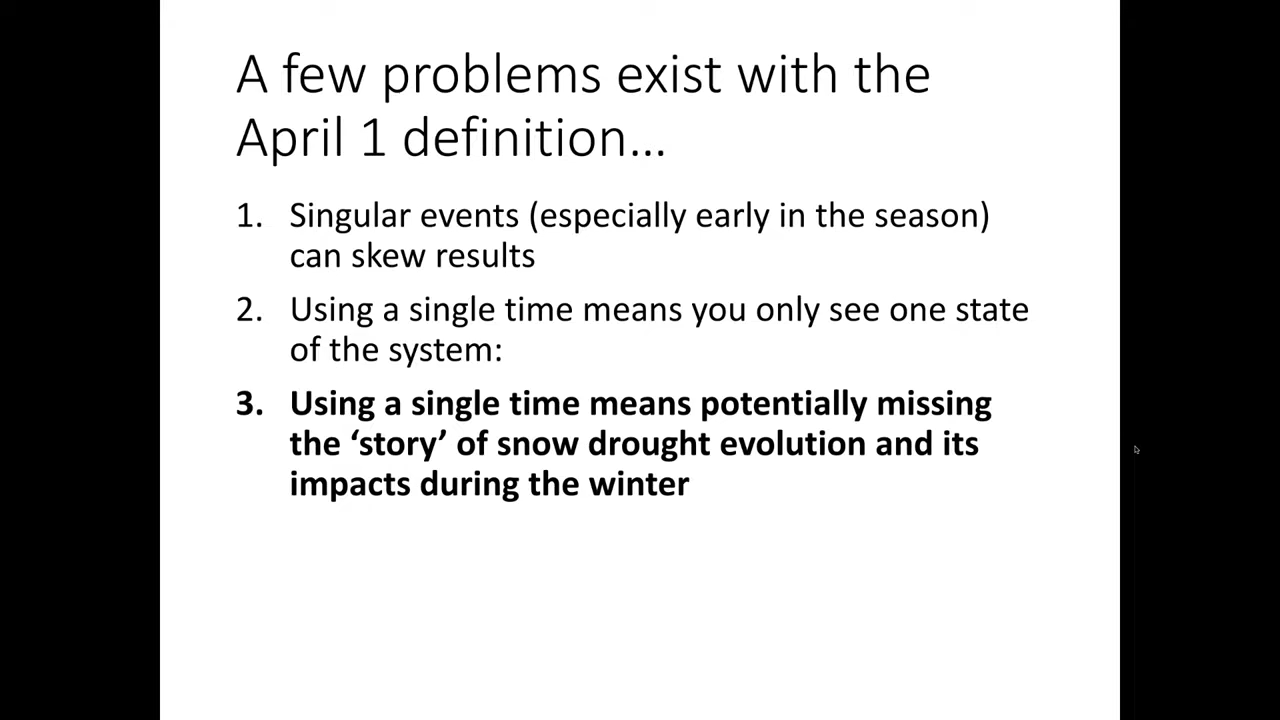 A few problems exist with the
April 1 definition…
1. Singular events (especially early in the season)
can skew results
2. Using a single time means you only see one state
of the system:
3. Using a single time means potentially missing
the ‘story’ of snow drought evolution and its
impacts during the winter